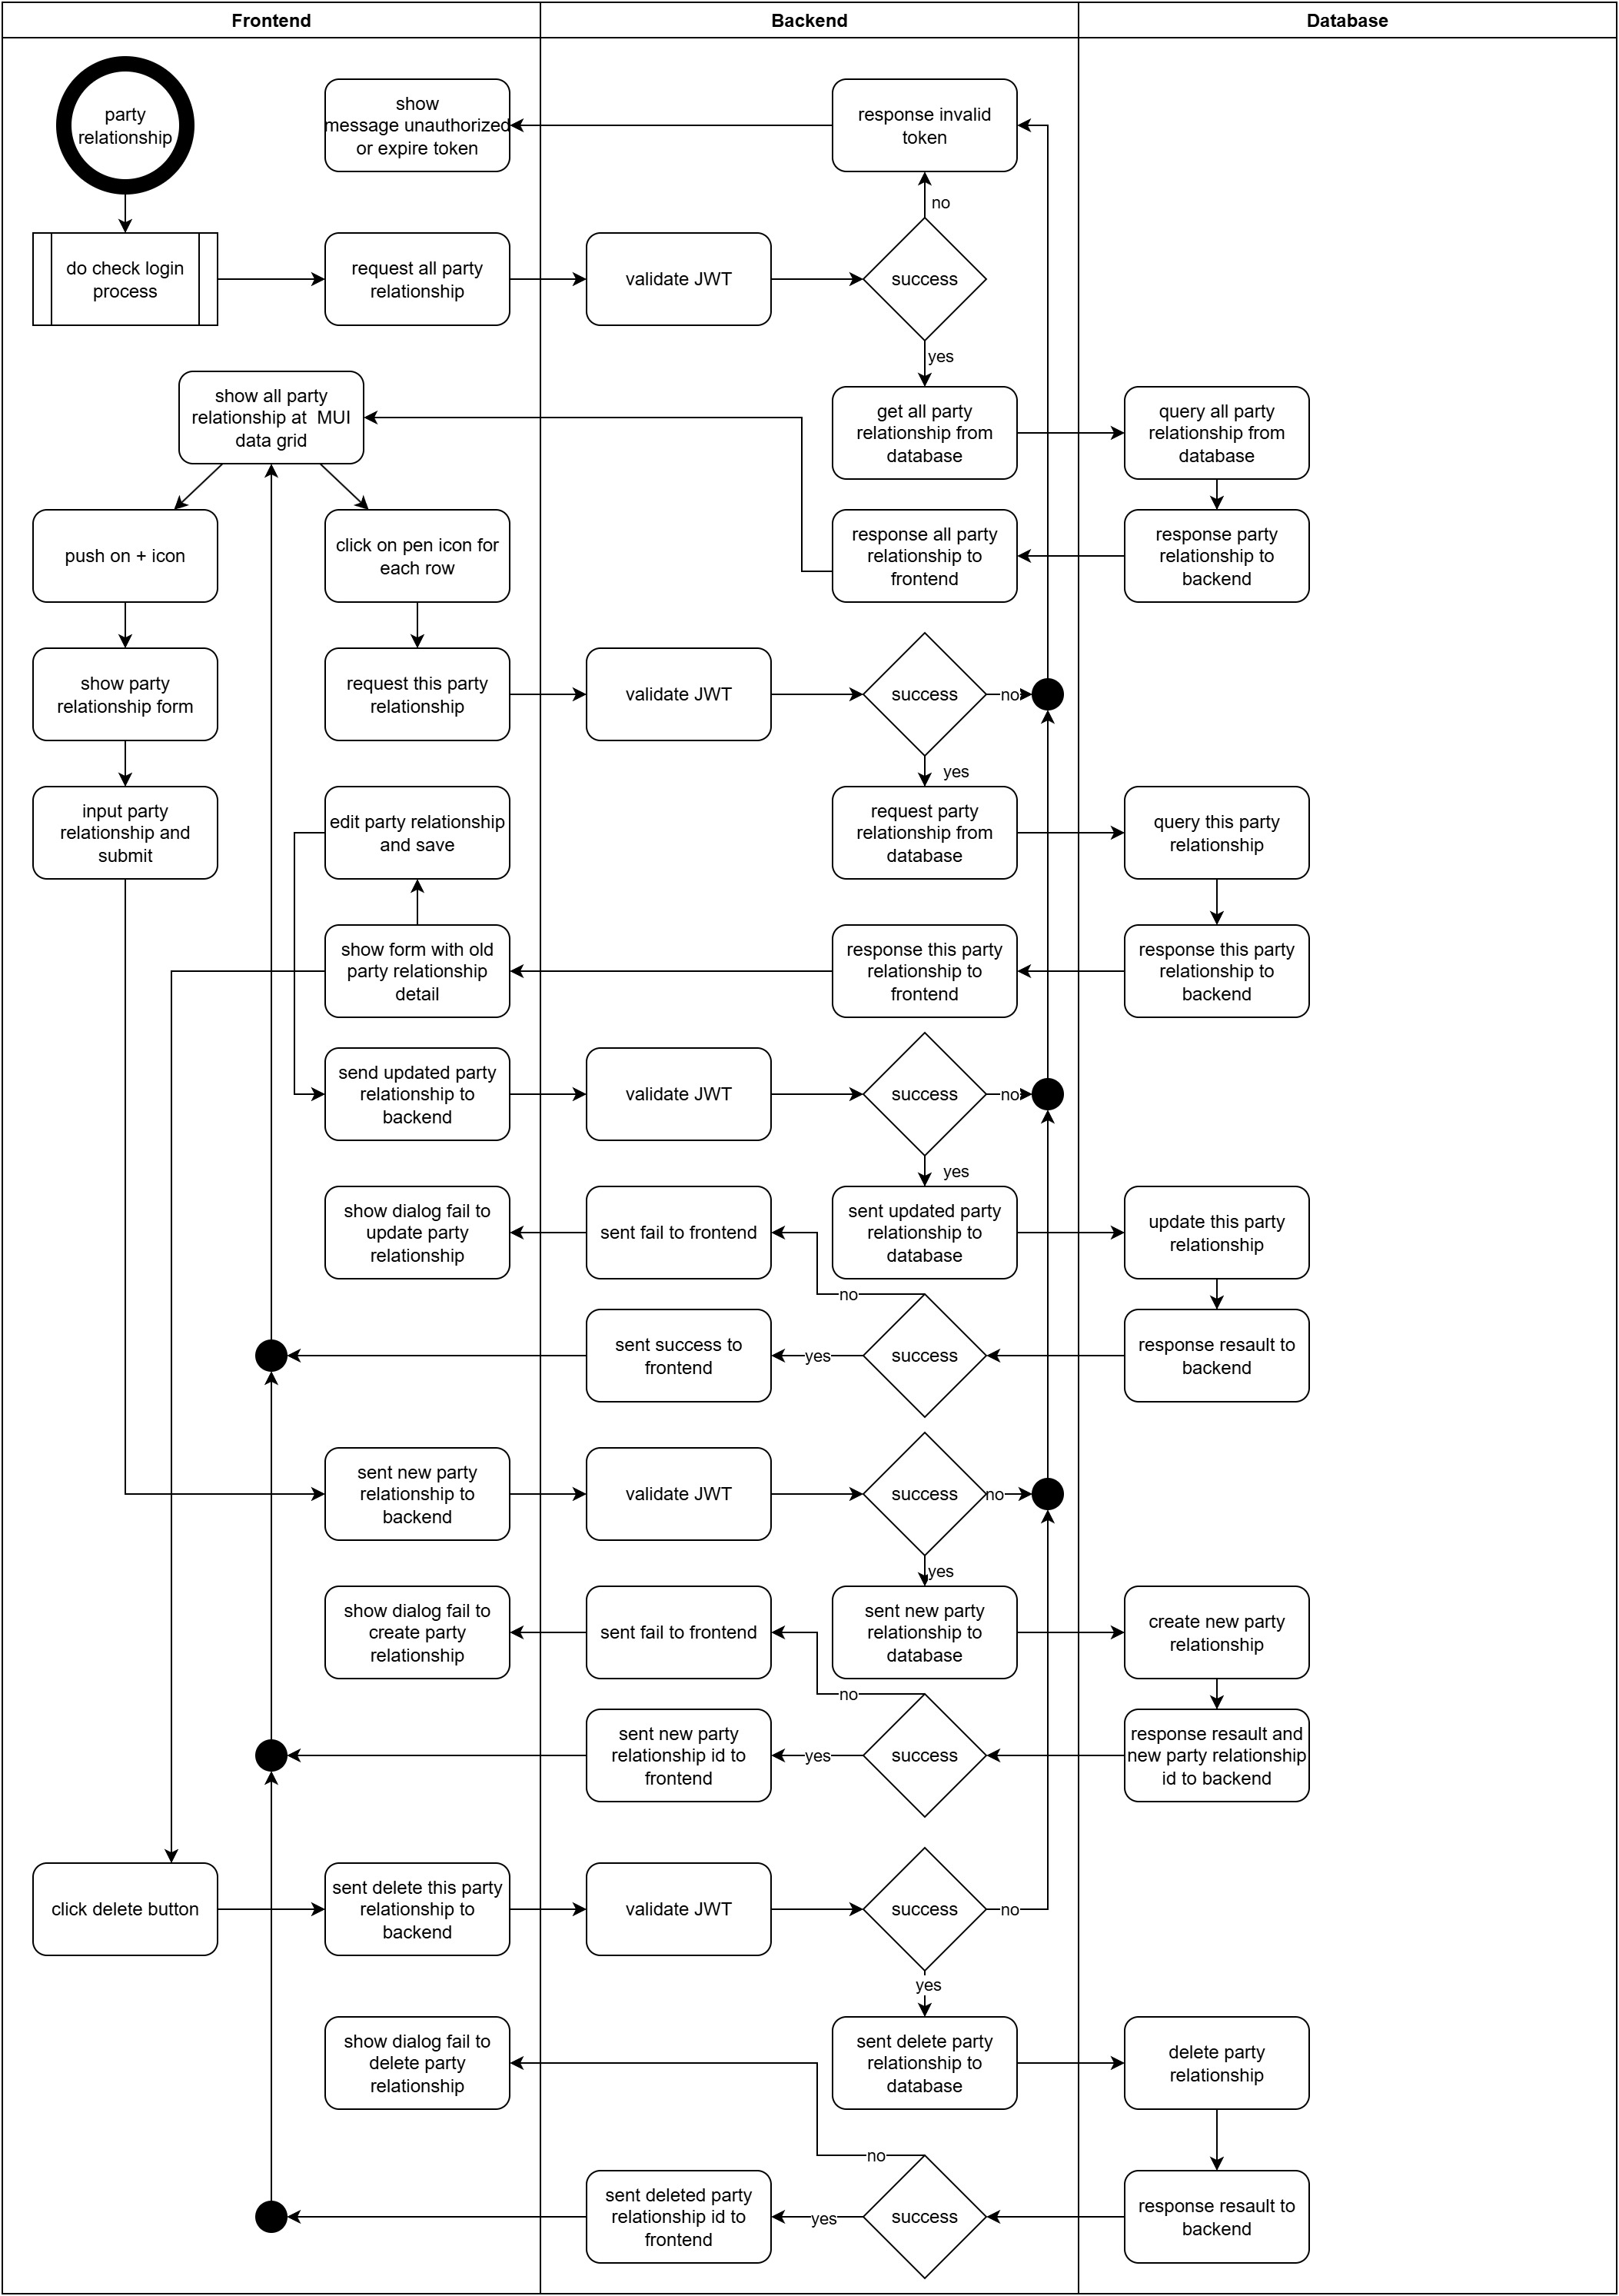 Frontend
Backend
Database
party
relationship
show
message unauthorized
or expire token
response invalid
token
no
do check login
process
request all party
relationship
validate JWT
success
yes
show all party
relationship at  MUI
data grid
get all party
relationship from
database
query all party
relationship from
database
push on + icon
click on pen icon for
each row
response all party
relationship to
frontend
response party
relationship to
backend
show party
relationship form
request this party
relationship
validate JWT
success
no
yes
input party
relationship and
submit
edit party relationship
and save
request party
relationship from
database
query this party
relationship
show form with old
party relationship
detail
response this party
relationship to
frontend
response this party
relationship to
backend
send updated party
relationship to
backend
validate JWT
success
no
yes
show dialog fail to
update party
relationship
sent fail to frontend
sent updated party
relationship to
database
update this party
relationship
no
sent success to
frontend
yes
success
response resault to
backend
sent new party
relationship to
backend
validate JWT
success
no
yes
show dialog fail to
create party
relationship
sent fail to frontend
sent new party
relationship to
database
create new party
relationship
no
sent new party
relationship id to
frontend
yes
success
response resault and
new party relationship
id to backend
click delete button
sent delete this party
relationship to
backend
validate JWT
success
no
yes
show dialog fail to
delete party
relationship
sent delete party
relationship to
database
delete party
relationship
no
sent deleted party
relationship id to
frontend
yes
success
response resault to
backend